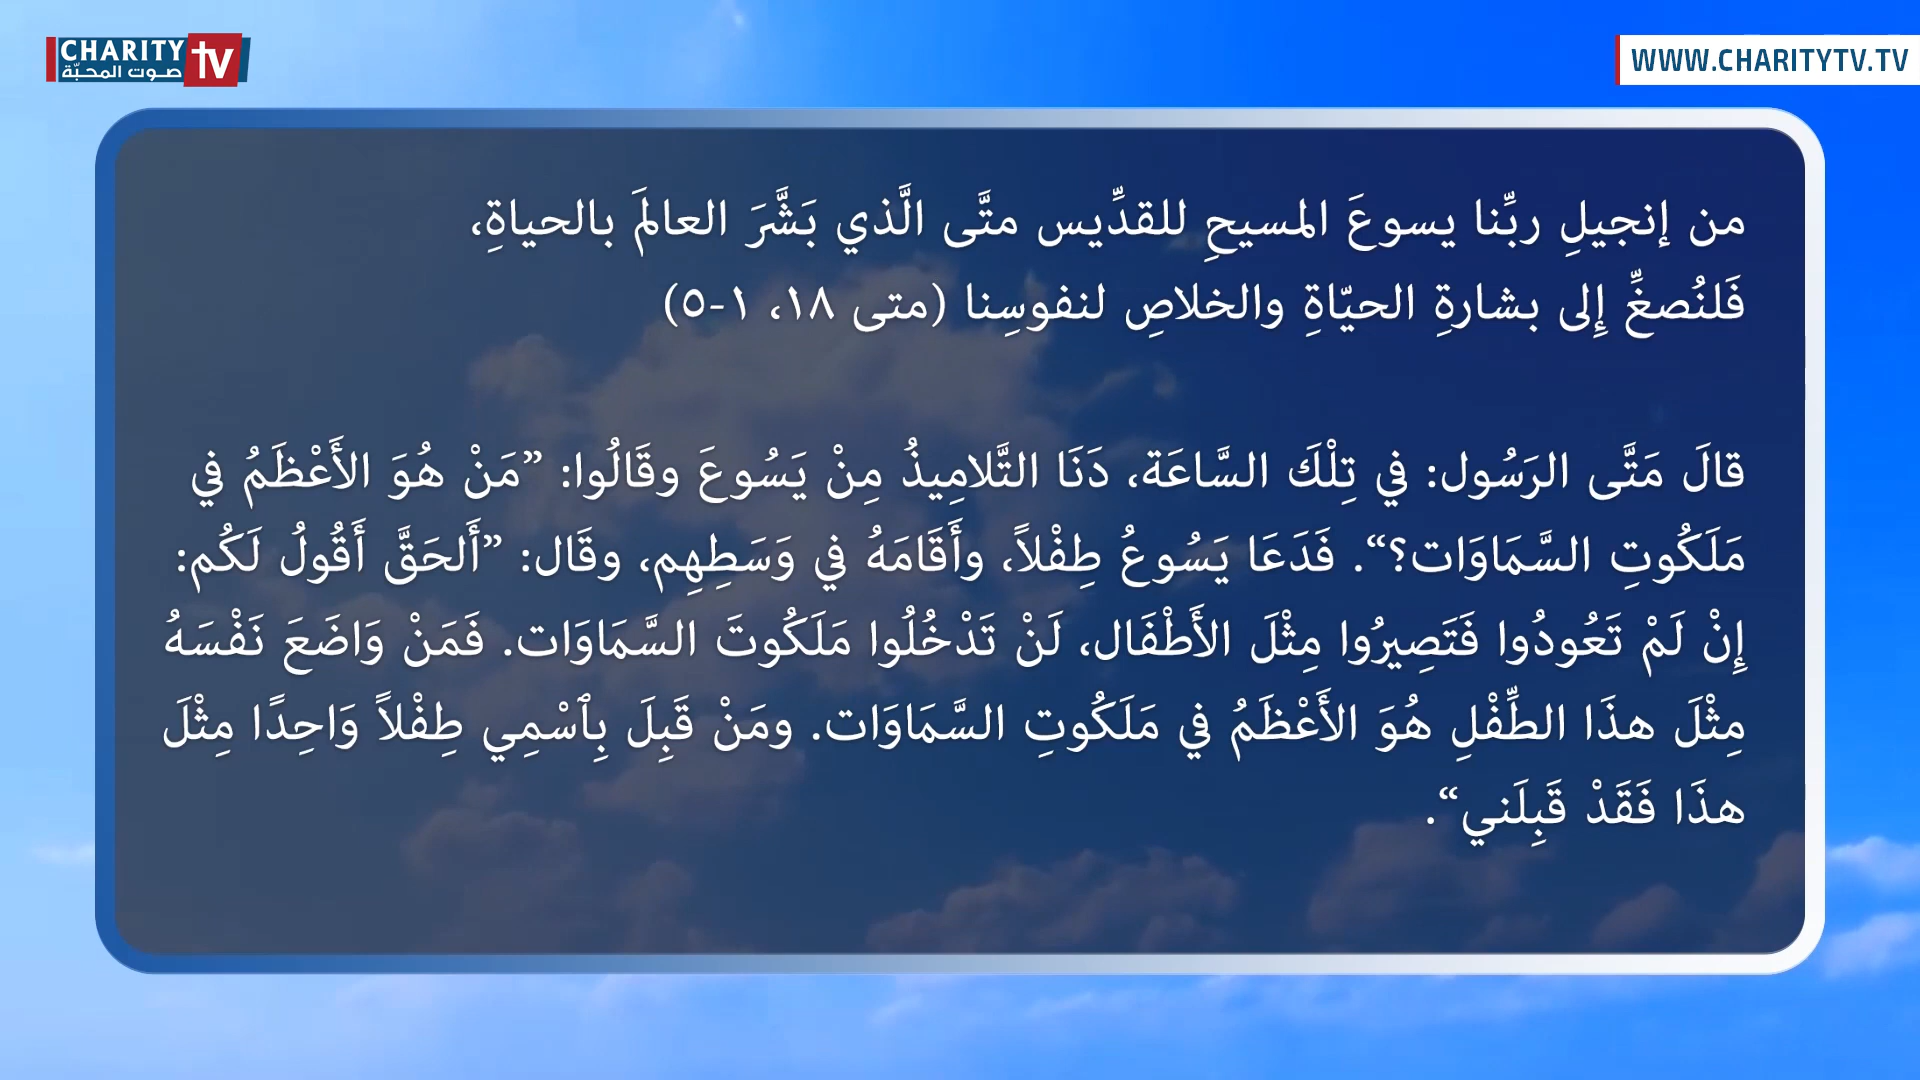 CHARITY tv
صوت المحبّة
WWW.CHARITYTV.TV
من إنجيلِ ربِّنا يسوعَ المسيحِ للقدِّيس متَّى الَّذي بَشَّرَ العالمَ بالحياةِ،
فَلنُصغِّ إِلى بشارةِ الحيّاةِ والخلاصِ لنفوسِنا (متى ١٨، ١-٥)
قالَ مَتَّى الرَسُول: في تِلْكَ السَّاعَة، دَنَا التَّلامِيذُ مِنْ يَسُوعَ وقَالُوا: ”مَنْ هُوَ الأَعْظَمُ في
مَلَكُوتِ السَّمَاوَات؟“. فَدَعَا يَسُوعُ طِفْلاً، وأَقَامَهُ في وَسَطِهِم، وقَال: ”أَلحَقَّ أَقُولُ لَكُم:
إِنْ لَمْ تَعُودُوا فَتَصِيرُوا مِثْلَ الأَطْفَال، لَنْ تَدْخُلُوا مَلَكُوتَ السَّمَاوَات. فَمَنْ وَاضَعَ نَفْسَهُ
مِثْلَ هذَا الطِّفْلِ هُوَ الأَعْظَمُ في مَلَكُوتِ السَّمَاوَات. ومَنْ قَبِلَ بِٱسْمِي طِفْلاً وَاحِدًا مِثْلَ
هذَا فَقَدْ قَبِلَني“.